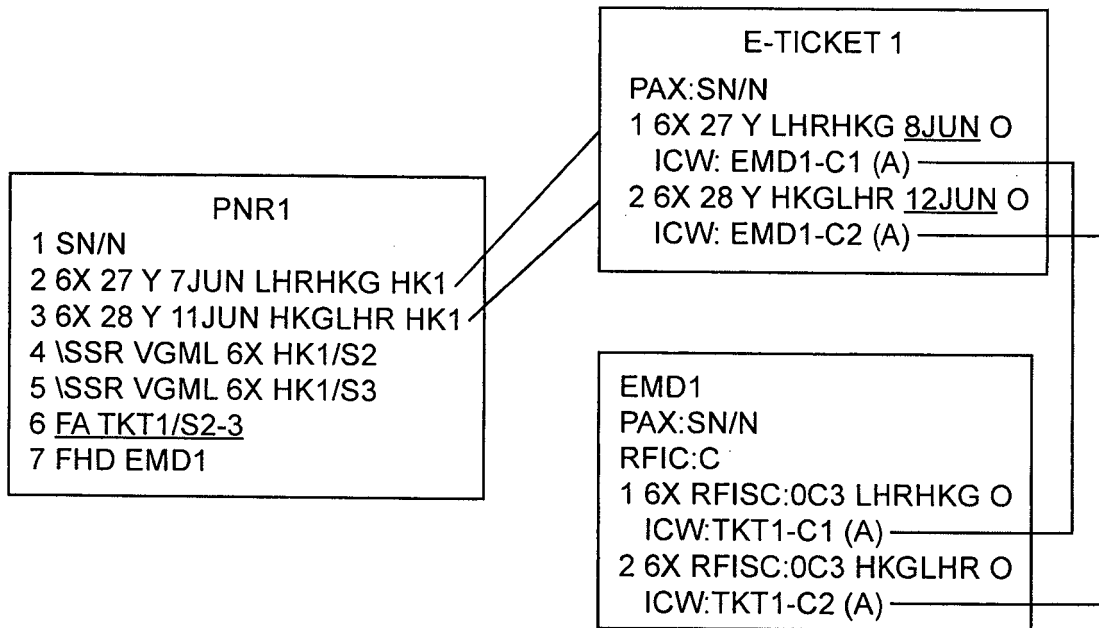 PNR1
1 SN/N
2 6X 27 Y 7JUN LHRHKG HK1
3 6X 28 Y 11JUN HKGLHR HK1
4 \SSR VGML 6X HK1/S2
5 \SSR VGML 6X HK1/S3
6 FA TKT1/S2-3
7 FHD EMD1
E-TICKET 1
PAX:SN/N
1 6X 27 Y LHRHKG 8JUN O
ICW: EMD1-C1 (A)
2 6X 28 Y HKGLHR 12JUN O
ICW: EMD1-C2 (A)
EMD1
PAX:SN/N
RFIC:C
1 6X RFISC:0C3 LHRHKG O
ICW:TKT1-C1 (A)
2 6X RFISC:0C3 HKGLHR O
ICW:TKT1-C2 (A)